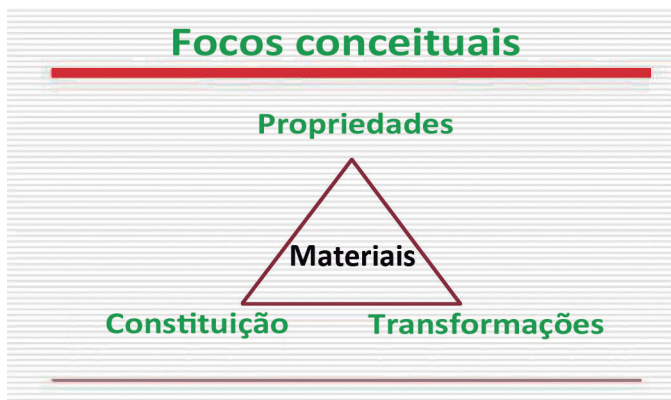 Focos conceituais
Propriedades
Materiais
Constituição
Transformações